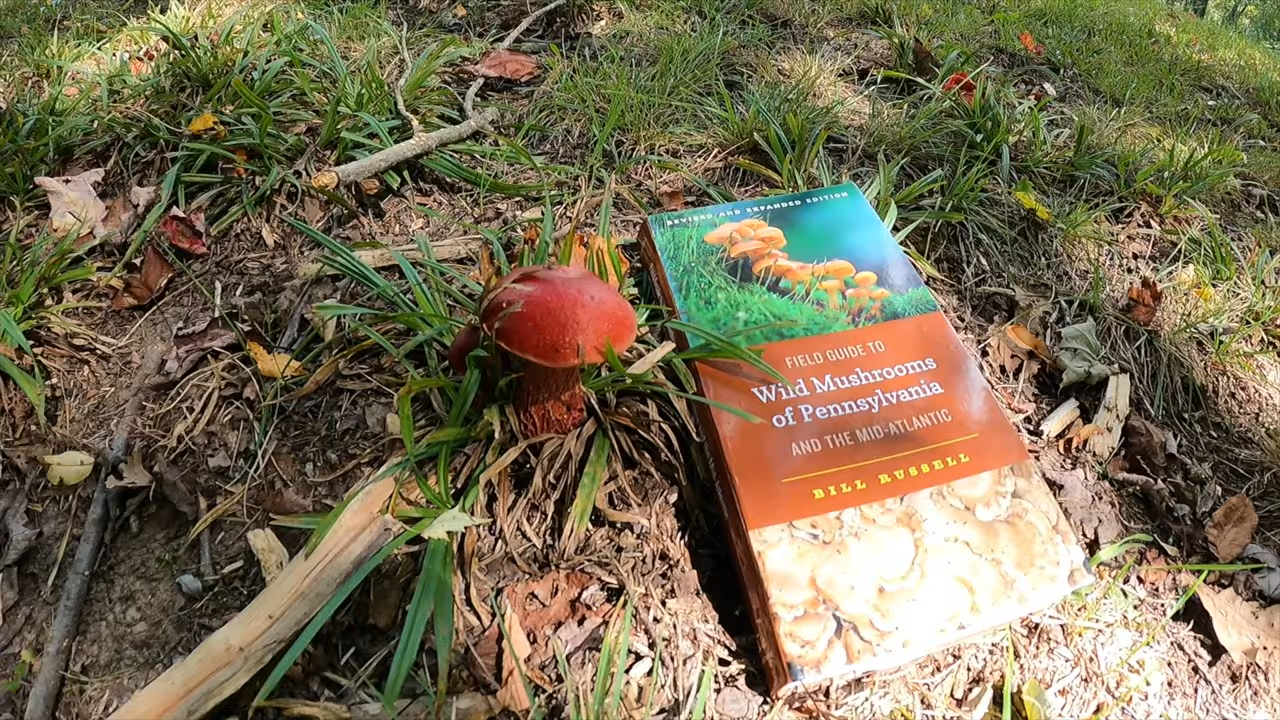 REVISED AND EXPANDED EDITION
FIELD GUIDE TO
Wild Mushrooms
of Pennsylvania
AND THE MID-ATLANTIC
BILL RUSSELL